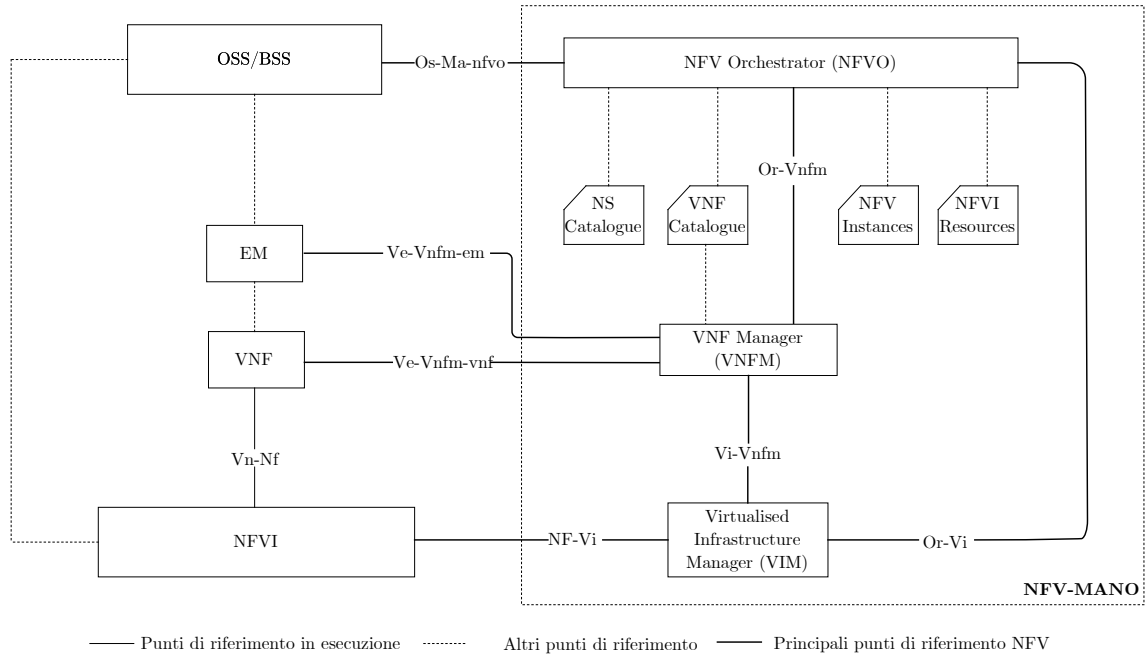 OSS/BSS
Os-Ma-nfvo
NFV Orchestrator (NFVO)
Or-Vnfm
NS
Catalogue
VNF
Catalogue
NFV
Instances
NFVI
Resources
EM
Ve-Vnfm-em
VNF
Ve-Vnfm-vnf
VNF Manager
(VNFM)
Vn-Nf
Vi-Vnfm
NFVI
NF-Vi
Virtualised
Infrastructure
Manager (VIM)
Or-Vi
NFV-MANO
Punti di riferimento in esecuzione
Altri punti di riferimento
Principali punti di riferimento NFV